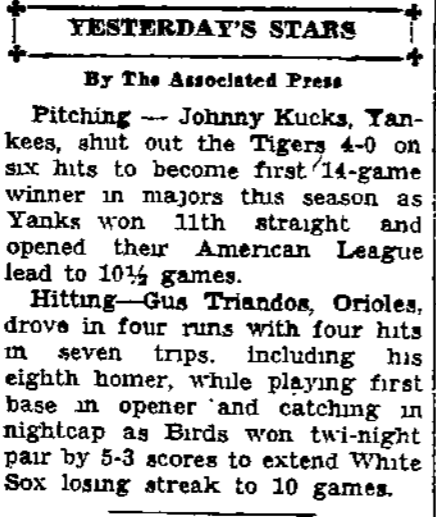 YESTERDAY'S STARS
By The Associated Press
Pitching — Johnny Kucks, Yan-
kees, shut out the Tigers 4-0 on
six hits to become first 14-game
winner in majors this season as
Yanks won 11th straight and
opened their American League
lead to 10½ games.
Hitting—Gus Triandos, Orioles,
drove in four runs with four hits
in seven trips. including his
eighth homer, while playing first
base in opener and catching in
nightcap as Birds won twi-night
pair by 5-3 scores to extend White
Sox losing streak to 10 games.